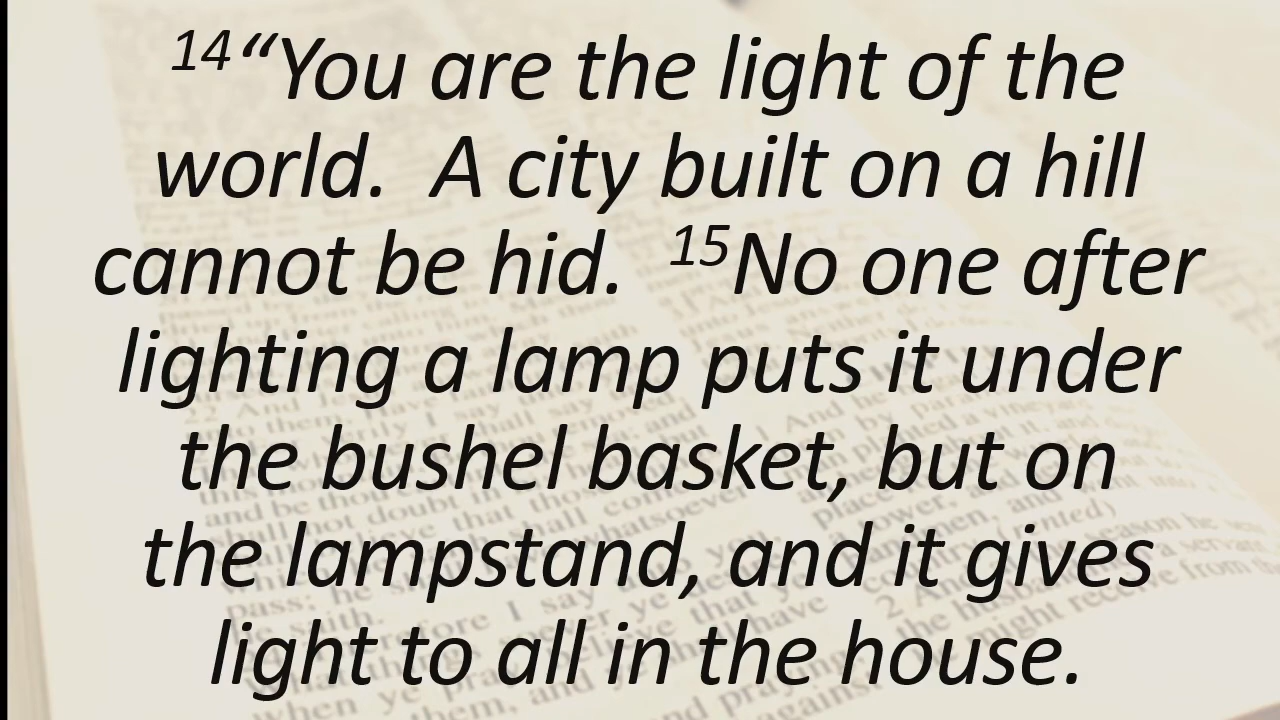 14“You are the light of the
world. A city built on a hill
cannot be hid. 15No one after
lighting a lamp puts it under
the bushel basket, but on
the lampstand, and it gives
light to all in the house.